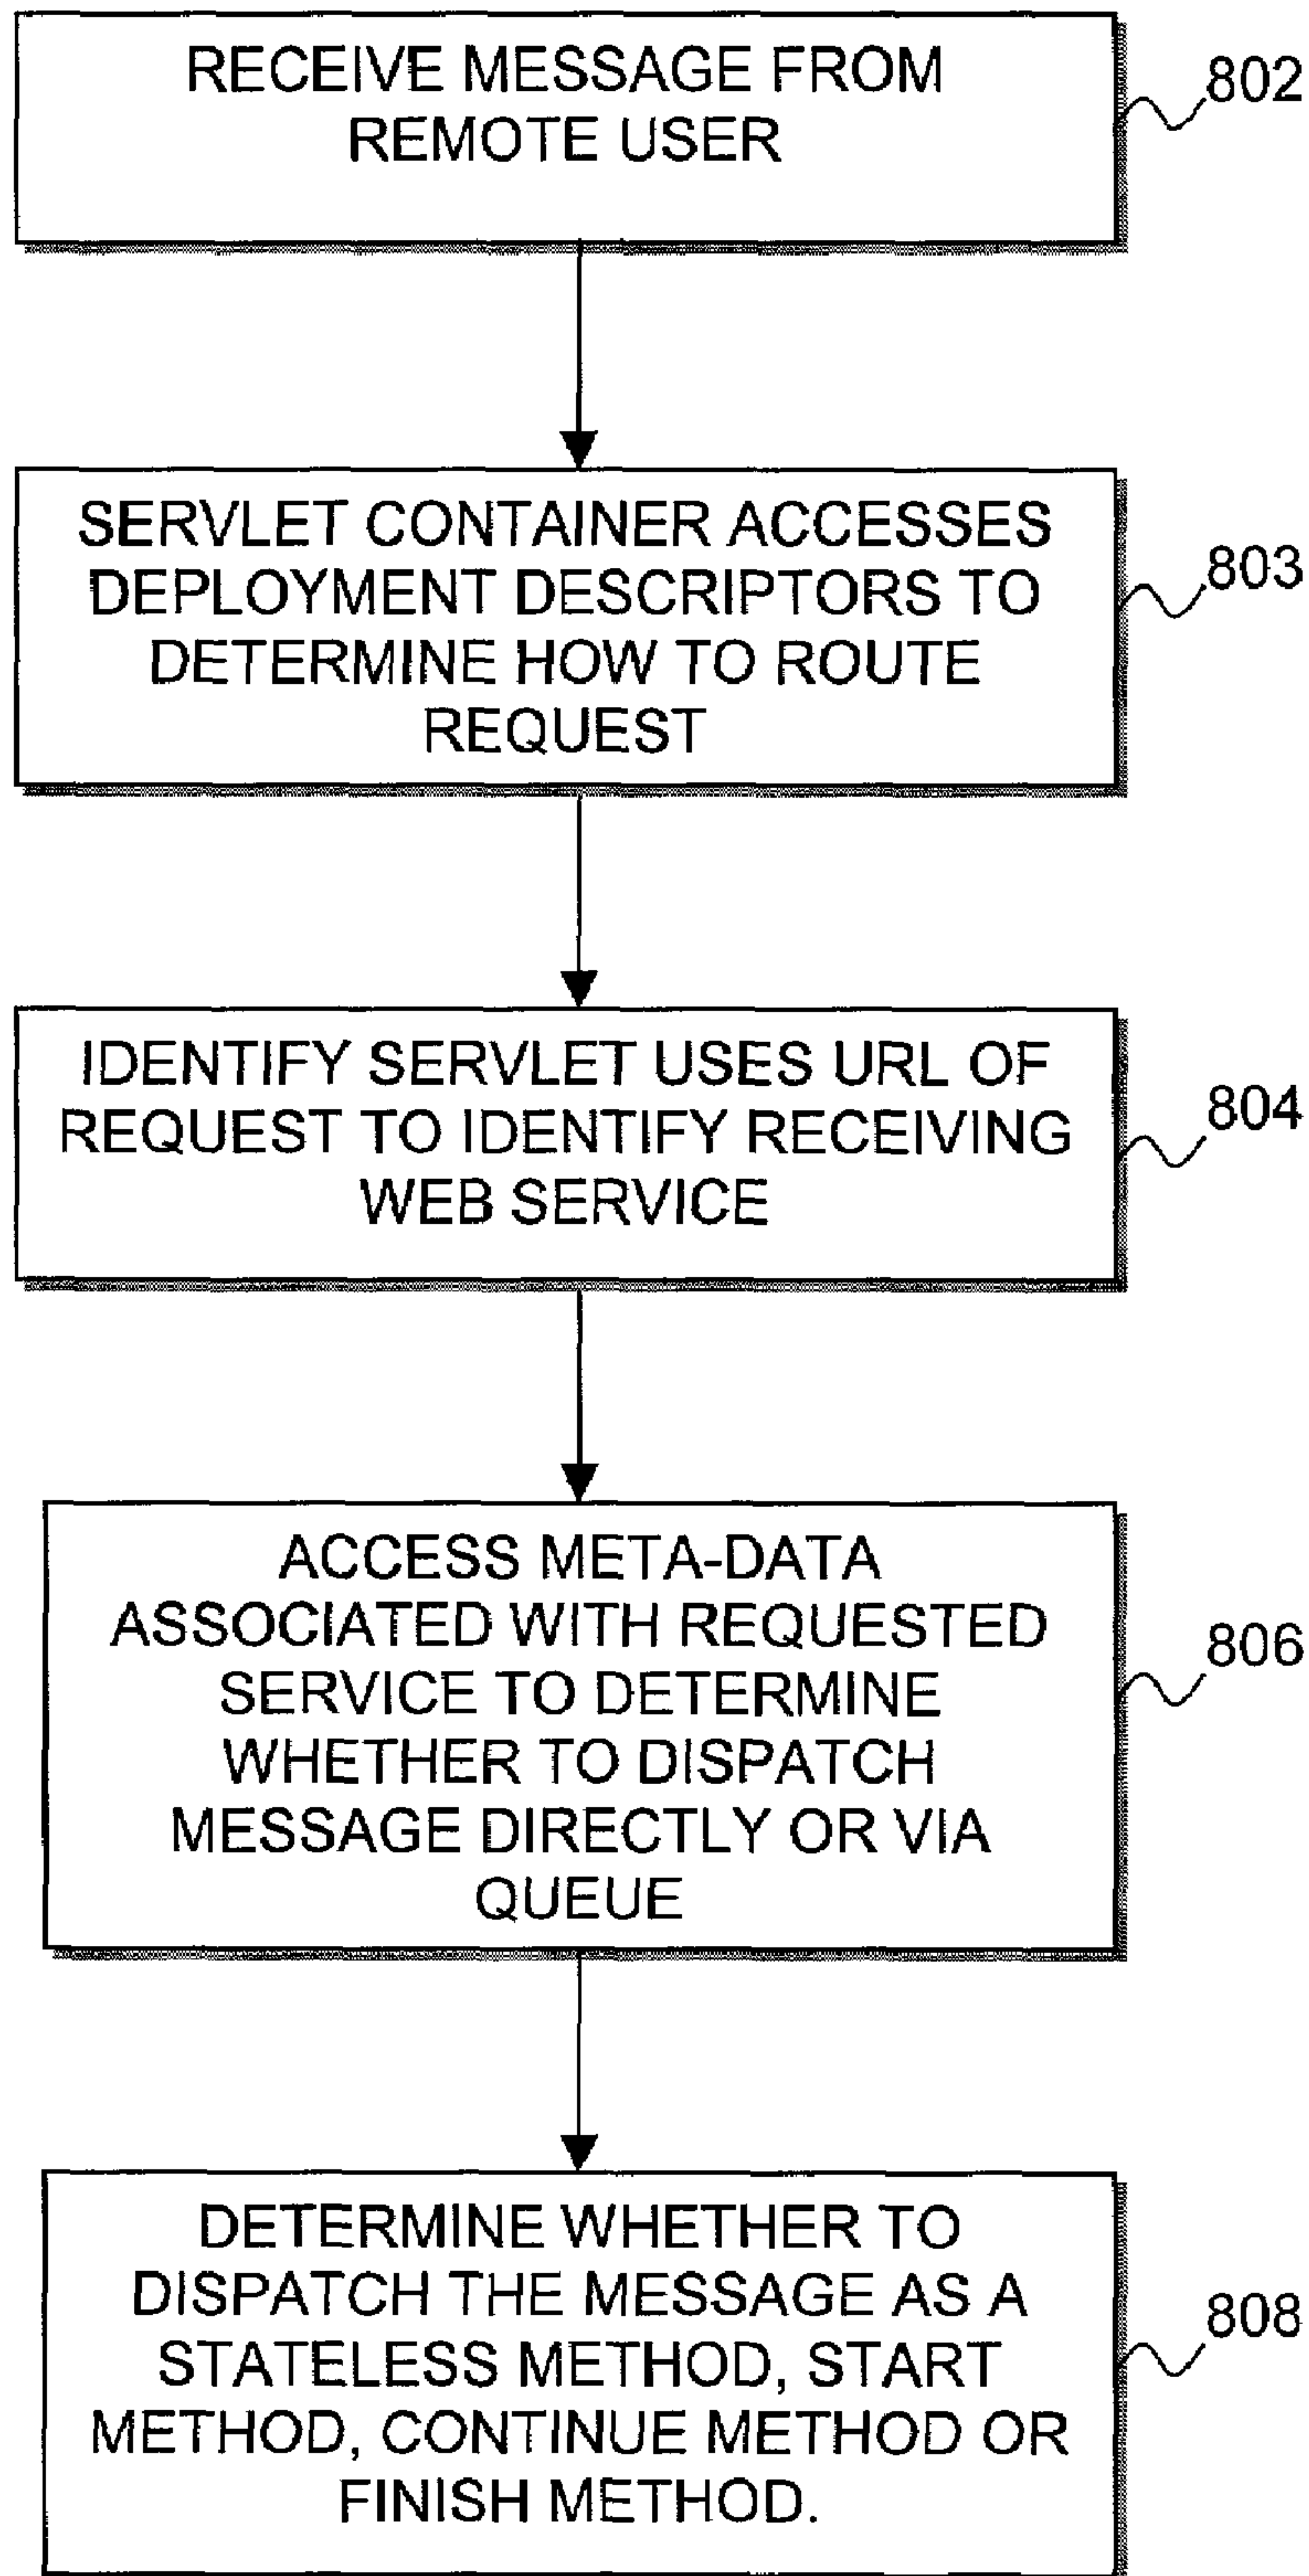 RECEIVE MESSAGE FROM
REMOTE USER
802
SERVLET CONTAINER ACCESSES
DEPLOYMENT DESCRIPTORS TO
DETERMINE HOW TO ROUTE
REQUEST
803
IDENTIFY SERVLET USES URL OF
REQUEST TO IDENTIFY RECEIVING
WEB SERVICE
804
ACCESS META-DATA
ASSOCIATED WITH REQUESTED
SERVICE TO DETERMINE
WHETHER TO DISPATCH
MESSAGE DIRECTLY OR VIA
QUEUE
806
DETERMINE WHETHER TO
DISPATCH THE MESSAGE AS A
STATELESS METHOD, START
METHOD, CONTINUE METHOD OR
FINISH METHOD.
808